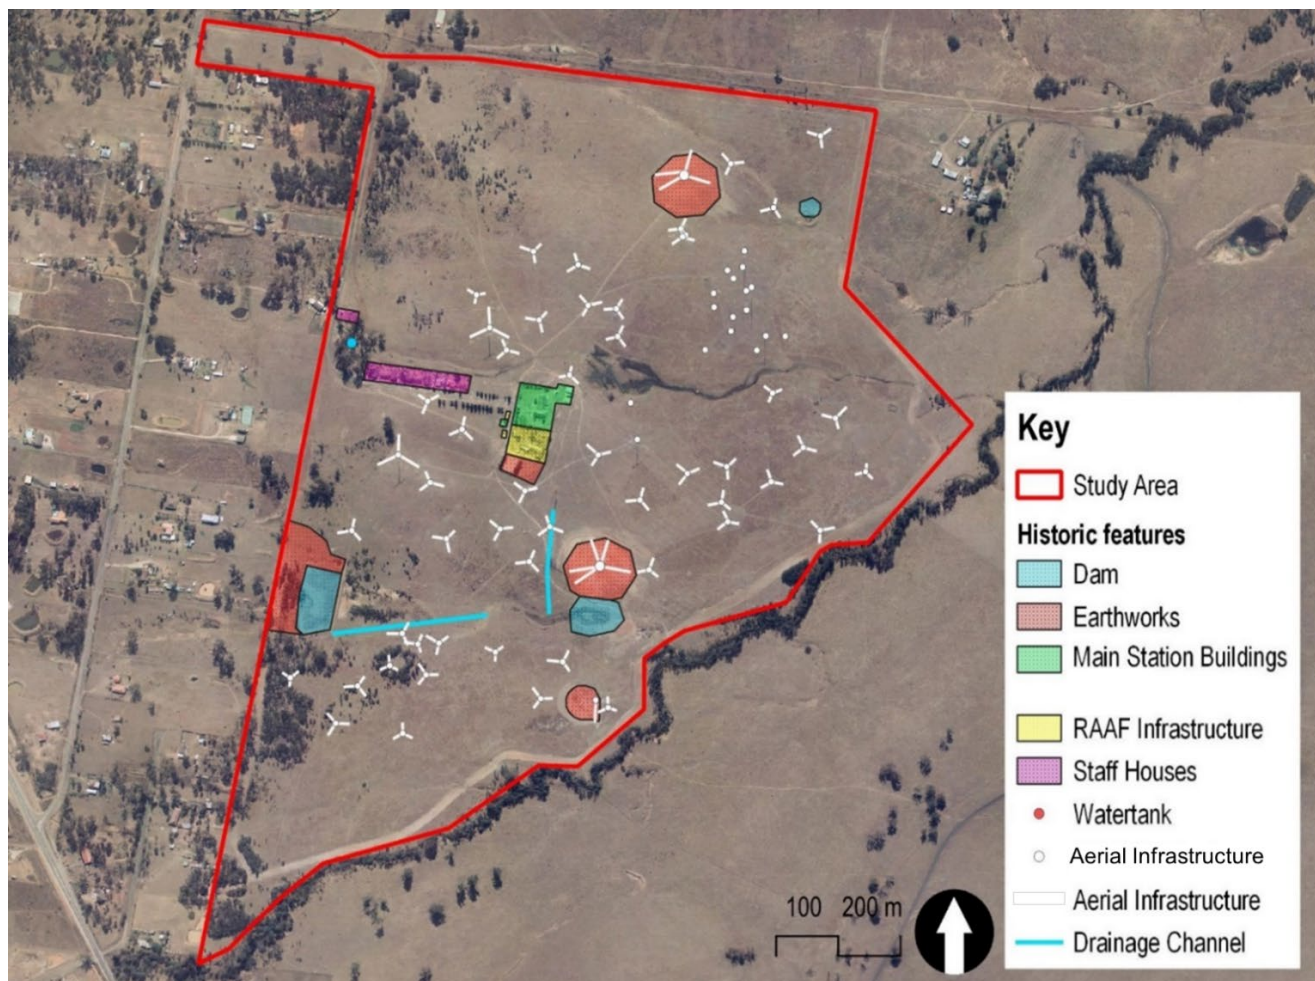 Key
Study Area
Historic features
Dam
Earthworks
Main Station Buildings
RAAF Infrastructure
Staff Houses
Watertank
Aerial Infrastructure
Aerial Infrastructure
Drainage Channel
100 200 m